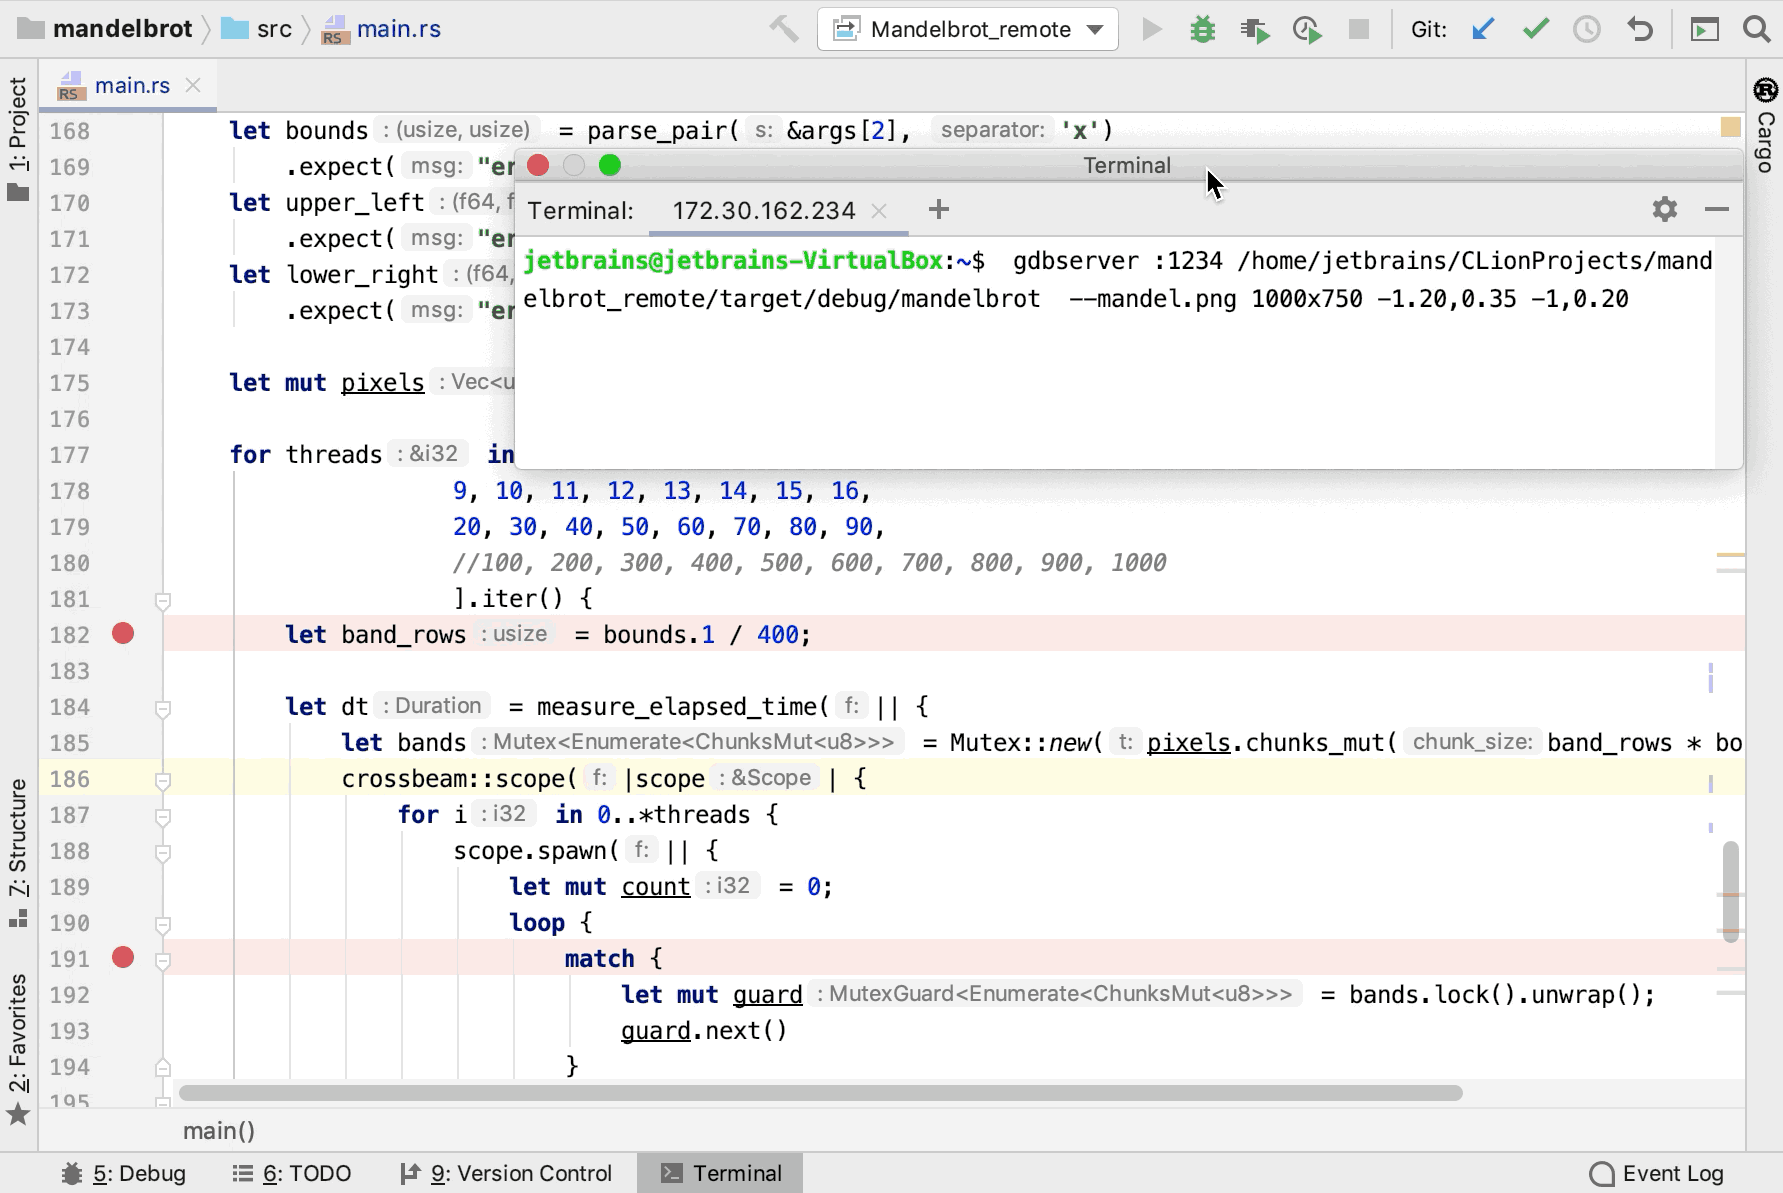 mandelbrot src main.rs Mandelbrot_remote Git:
main.rs
1: Project
7: Structure
2: Favorites
Cargo
168 let bounds : (usize, usize) = parse_pair( s: &args[2], separator: 'x')
169 .expect( msg: "er
170 let upper_left : (f64, f
171 .expect( msg: "er
172 let lower_right : (f64,
173 .expect( msg: "er
174
175 let mut pixels : Vec<u
176
177 for threads : &i32 in
Terminal
Terminal: 172.30.162.234
jetbrains@jetbrains-VirtualBox:~$ gdbserver :1234 /home/jetbrains/CLionProjects/mand
elbrot_remote/target/debug/mandelbrot --mandel.png 1000x750 -1.20,0.35 -1,0.20
178 9, 10, 11, 12, 13, 14, 15, 16,
179 20, 30, 40, 50, 60, 70, 80, 90,
180 //100, 200, 300, 400, 500, 600, 700, 800, 900, 1000
181 ].iter() {
182 let band_rows : usize = bounds.1 / 400;
183
184 let dt : Duration = measure_elapsed_time( f: || {
185 let bands : Mutex<Enumerate<ChunksMut<u8>>> = Mutex::new( t: pixels.chunks_mut( chunk_size: band_rows * bo
186 crossbeam::scope( f: |scope : &Scope | {
187 for i : i32 in 0..*threads {
188 scope.spawn( f: || {
189 let mut count : i32 = 0;
190 loop {
191 match {
192 let mut guard : MutexGuard<Enumerate<ChunksMut<u8>>> = bands.lock().unwrap();
193 guard.next()
194 }
195
main()
5: Debug 6: TODO 9: Version Control Terminal Event Log